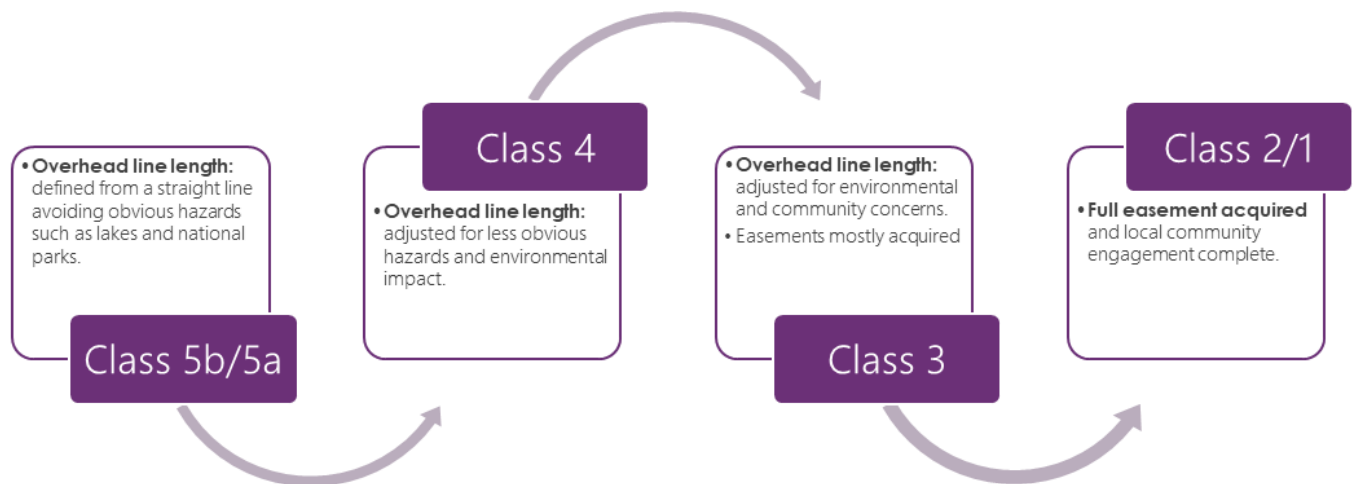 • Overhead line length:
defined from a straight line
avoiding obvious hazards
such as lakes and national
parks.
Class 5b/5a
Class 4
• Overhead line length:
adjusted for less obvious
hazards and environmental
impact.
• Overhead line length:
adjusted for environmental
and community concerns.
• Easements mostly acquired
Class 3
Class 2/1
• Full easement acquired
and local community
engagement complete.